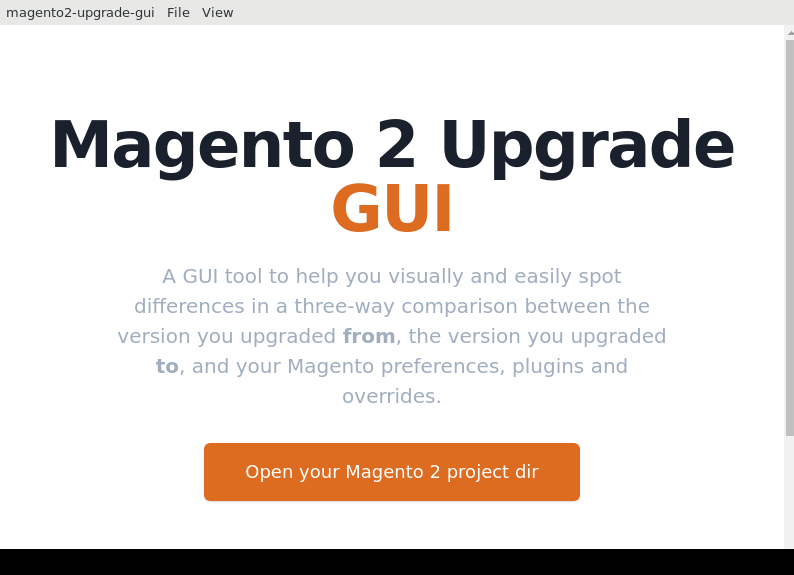 magento2-upgrade-gui File View
Magento 2 Upgrade
GUI
A GUI tool to help you visually and easily spot
differences in a three-way comparison between the
version you upgraded from, the version you upgraded
to, and your Magento preferences, plugins and
overrides.
Open your Magento 2 project dir